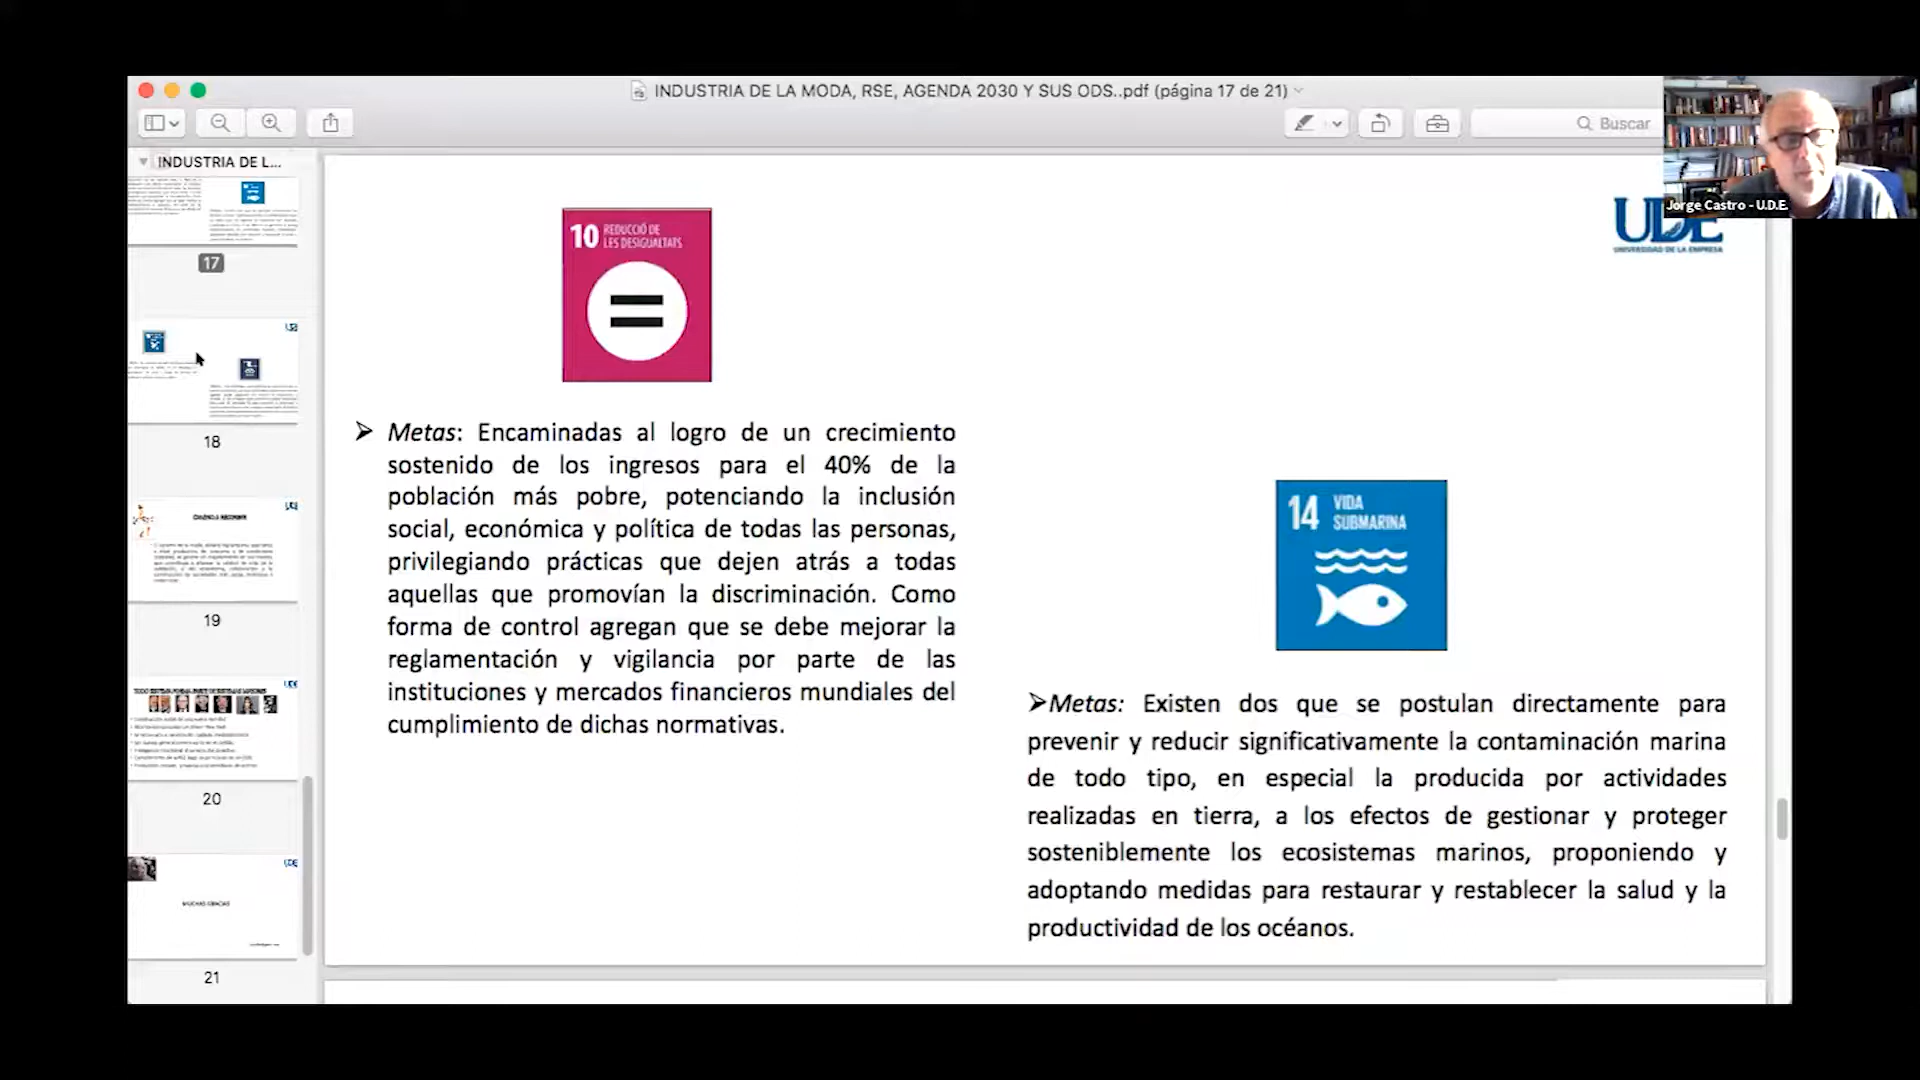 INDUSTRIA DE LA MODA, RSE, AGENDA 2030 Y SUS ODS..pdf (página 17 de 21)
Buscar
Jorge Castro - U.D.E.
INDUSTRIA DE L...
17
18
19
20
MUCHAS GRACIAS
21
UDE
UNIVERSIDAD DE LA EMPRESA
10 REDUCCIÓ DE
LES DESIGUALTATS
➢ Metas: Encaminadas al logro de un crecimiento
sostenido de los ingresos para el 40% de la
población más pobre, potenciando la inclusión
social, económica y política de todas las personas,
privilegiando prácticas que dejen atrás a todas
aquellas que promovían la discriminación. Como
forma de control agregan que se debe mejorar la
reglamentación y vigilancia por parte de las
instituciones y mercados financieros mundiales del
cumplimiento de dichas normativas.
14 VIDA
SUBMARINA
➢Metas: Existen dos que se postulan directamente para
prevenir y reducir significativamente la contaminación marina
de todo tipo, en especial la producida por actividades
realizadas en tierra, a los efectos de gestionar y proteger
sosteniblemente los ecosistemas marinos, proponiendo y
adoptando medidas para restaurar y restablecer la salud y la
productividad de los océanos.